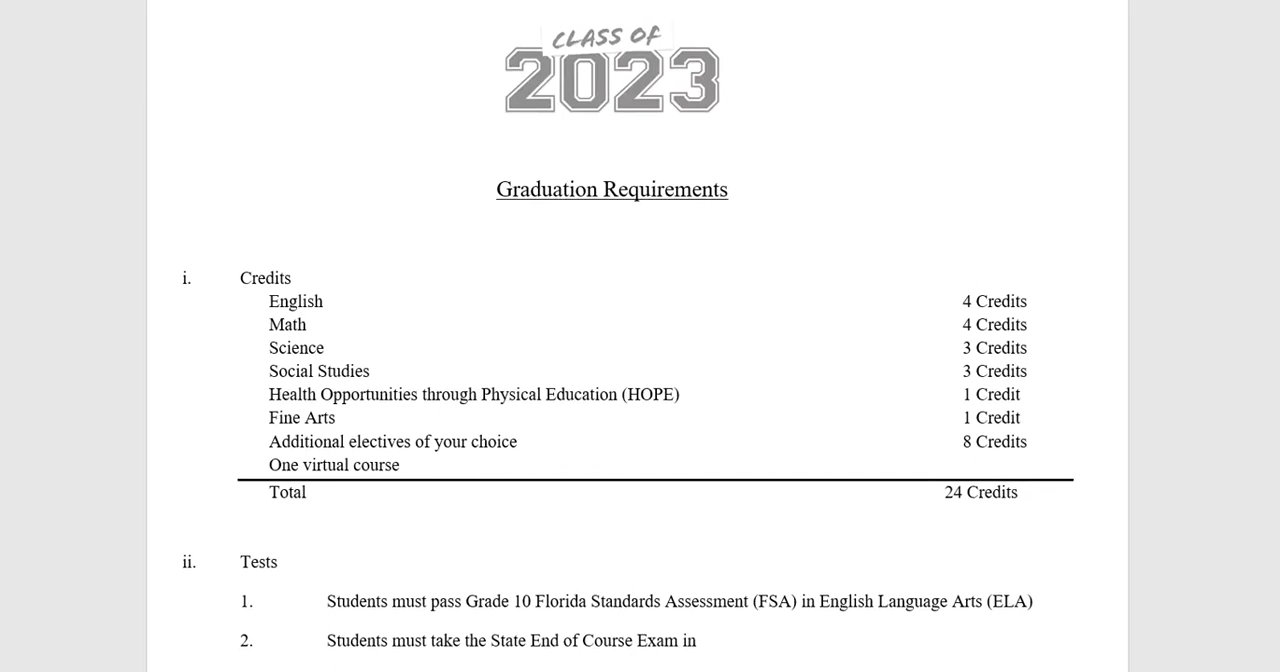 CLASS OF
2023
Graduation Requirements
i. Credits
English 4 Credits
Math 4 Credits
Science 3 Credits
Social Studies 3 Credits
Health Opportunities through Physical Education (HOPE) 1 Credit
Fine Arts 1 Credit
Additional electives of your choice 8 Credits
One virtual course
Total 24 Credits
ii. Tests
1. Students must pass Grade 10 Florida Standards Assessment (FSA) in English Language Arts (ELA)
2. Students must take the State End of Course Exam in